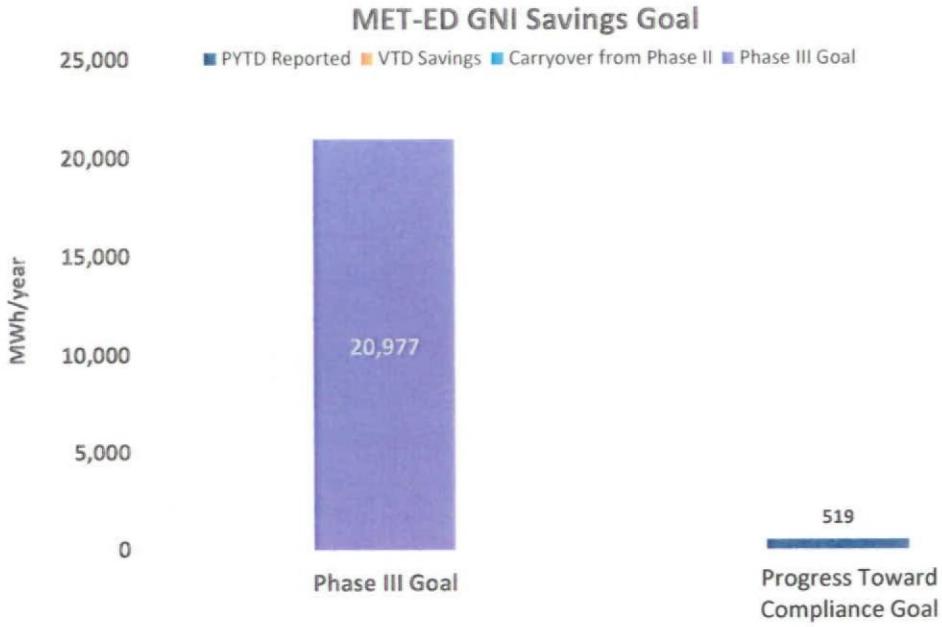 MET-ED GNI Savings Goal
25,000
PYTD Reported VTD Savings Carryover from Phase II Phase III Goal
20,000
15,000
MWh/year
20,977
10,000
5,000
519
0
Phase III Goal
Progress Toward
Compliance Goal